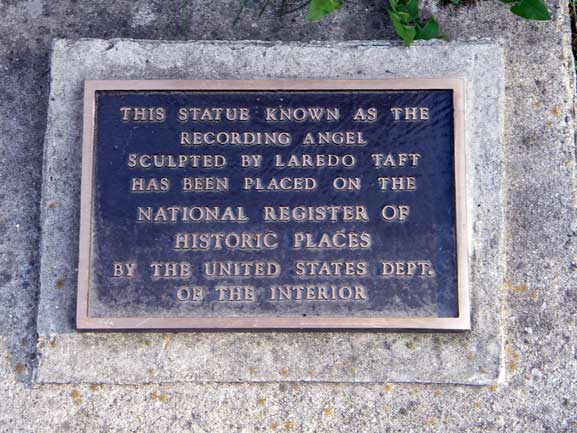 THIS STATUE KNOWN AS THE
RECORDING ANGEL
SCULPTED BY LAREDO TAFT
HAS BEEN PLACED ON THE
NATIONAL REGISTER OF
HISTORIC PLACES
BY THE UNITED STATES DEPT.
OF THE INTERIOR